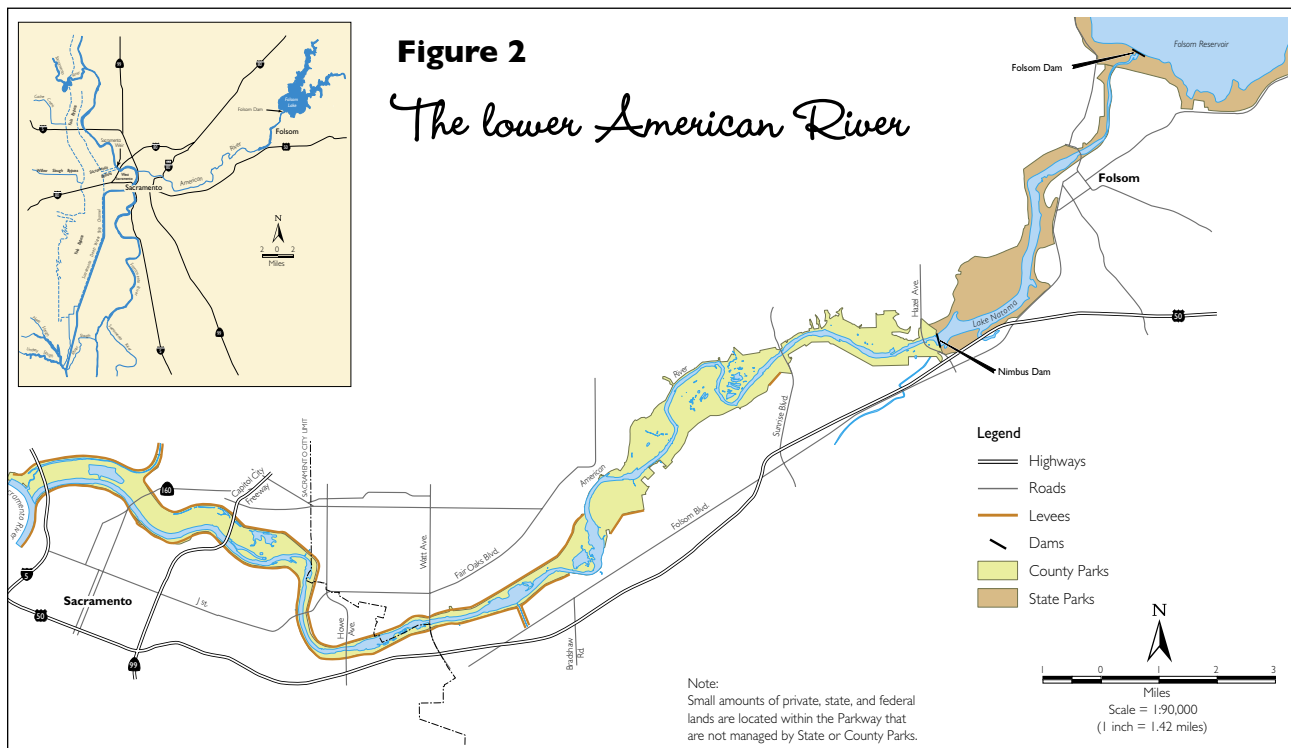 Figure 2
The lower American River
Folsom Lake
Folsom Dam
Folsom
River
American
Sacramento
N
2 0 2
Miles
Folsom Reservoir
Folsom Dam
Folsom
Hazel Ave.
Lake Natoma
50
Nimbus Dam
River
American
Sunrise Blvd.
Folsom Blvd.
SACRAMENTO CITY LIMIT
Capitol City
Freeway
160
Watt Ave.
Fair Oaks Blvd.
Sacramento River
5
50
Sacramento
J st.
99
Howe
Ave.
Bradshaw
Rd.
Legend
Highways
Roads
Levees
Dams
County Parks
State Parks
Note:
Small amounts of private, state, and federal
lands are located within the Parkway that
are not managed by State or County Parks.
N
1 0 1 2 3
Miles
Scale = 1:90,000
(1 inch = 1.42 miles)